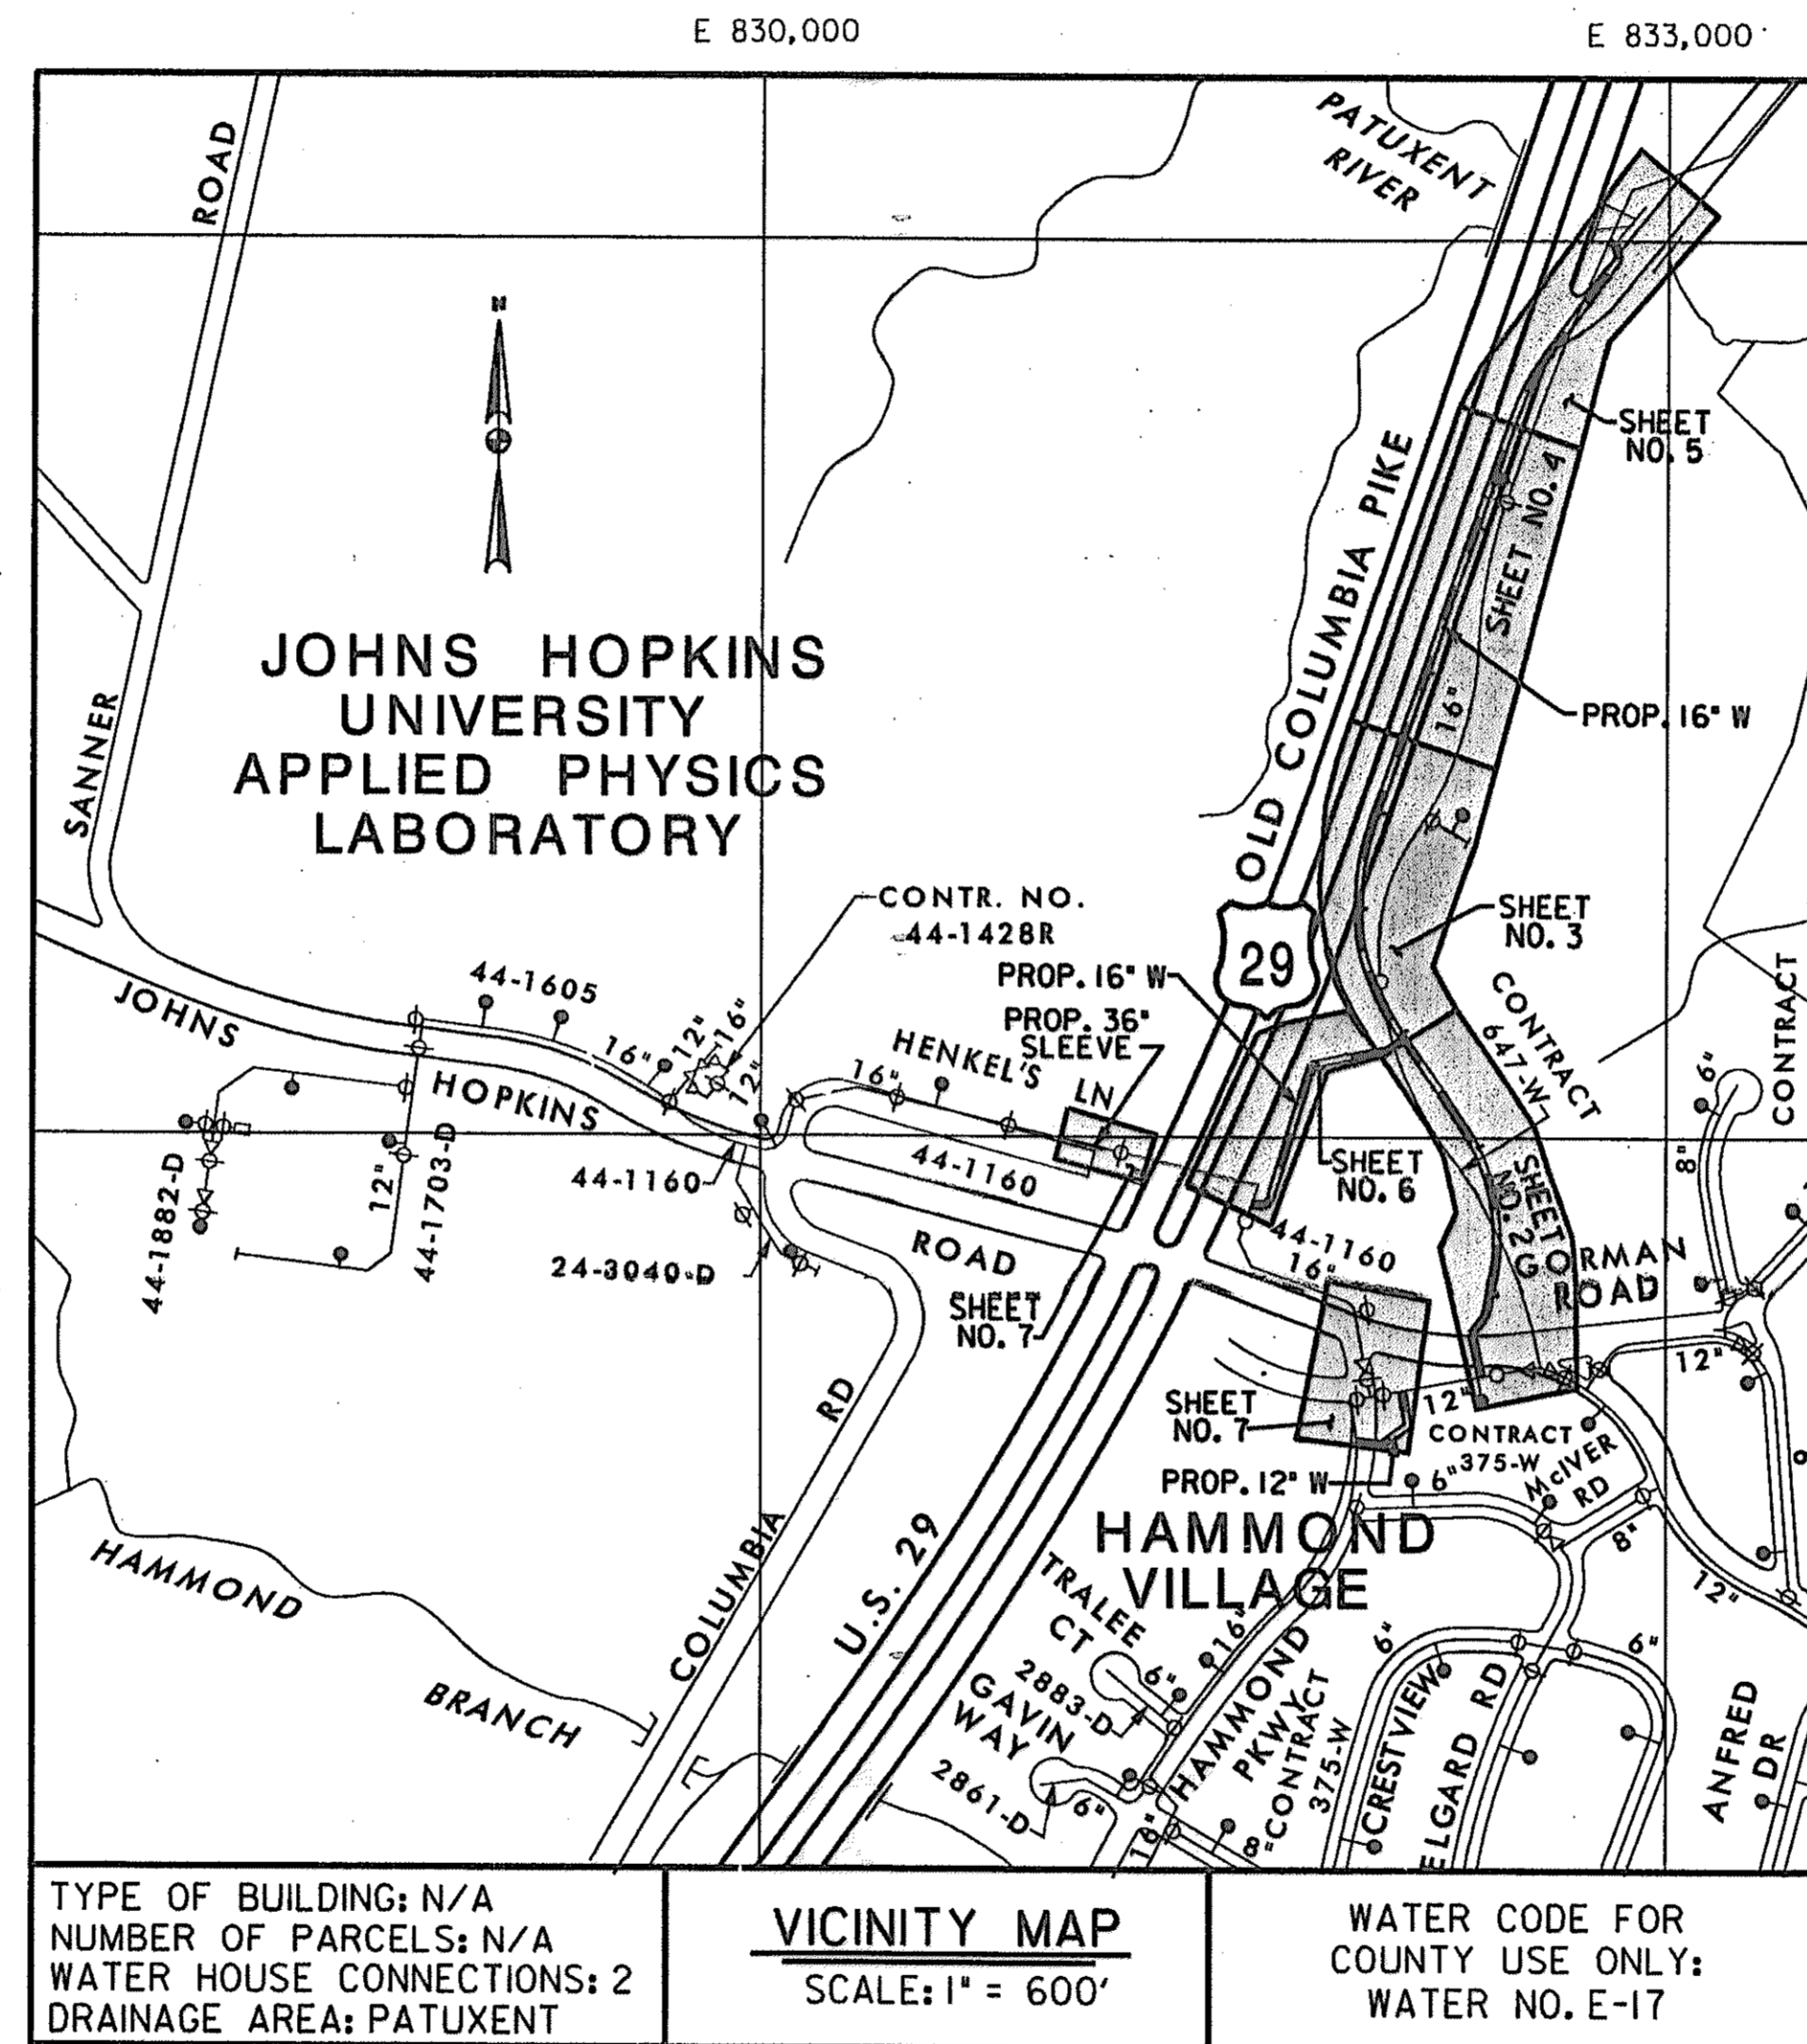 E 830,000
E 833,000
PATUXENT
RIVER
ROAD
N
SHEET
NO. 5
SHEET NO. 4
OLD COLUMBIA PIKE
JOHNS HOPKINS
UNIVERSITY
APPLIED PHYSICS
LABORATORY
SANNER
16"
PROP. 16" W
CONTR. NO.
44-1428R
SHEET
NO. 3
29
PROP. 16" W
PROP. 36"
SLEEVE
44-1605
JOHNS
16"
12"
16"
12"
HENKEL'S
LN
16"
CONTRACT
647-W
CONTRACT
6"
HOPKINS
44-1160
44-1160
SHEET
NO. 6
8"
44-1882-D
12"
44-1703-D
SHEET
NO. 2
24-3040-D
ROAD
44-1160
16"
GORMAN
ROAD
SHEET
NO. 7
12"
RD
SHEET
NO. 7
12"
CONTRACT
375-W
McIVER
RD
PROP. 12" W
6"
8"
HAMMOND
VILLAGE
12"
HAMMOND
BRANCH
COLUMBIA
U.S. 29
TRALEE
CT
6"
2883-D
16"
GAVIN
WAY
6"
2861-D
HAMMOND
PKWY
CONTRACT
375-W
8"
16"
6"
CRESTVIEW
ELGARD RD
6"
ANFRED
DR
TYPE OF BUILDING: N/A
NUMBER OF PARCELS: N/A
WATER HOUSE CONNECTIONS: 2
DRAINAGE AREA: PATUXENT
VICINITY MAP
SCALE: 1" = 600'
WATER CODE FOR
COUNTY USE ONLY:
WATER NO. E-17